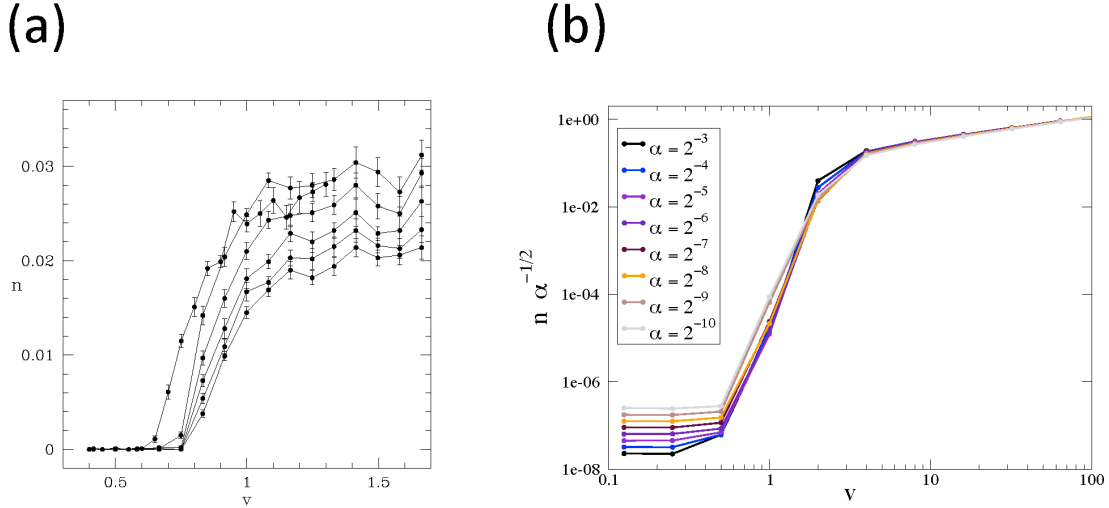 (a)
(b)
0.03
0.02
n
0.01
0
0.5
1
1.5
v
1e+00
1e-02
1e-04
1e-06
1e-08
n α^{-1/2}
α = 2^{-3}
α = 2^{-4}
α = 2^{-5}
α = 2^{-6}
α = 2^{-7}
α = 2^{-8}
α = 2^{-9}
α = 2^{-10}
0.1
1
10
100
v